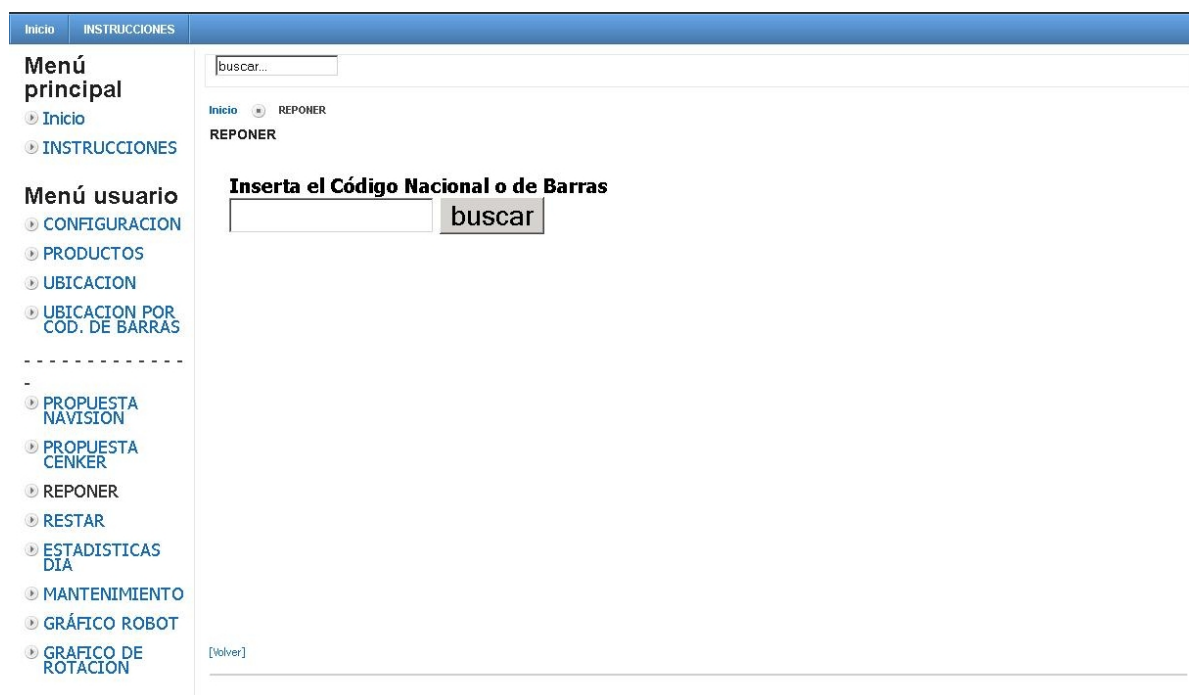 Inicio INSTRUCCIONES
Menú
principal
Inicio
INSTRUCCIONES
Menú usuario
CONFIGURACION
PRODUCTOS
UBICACION
UBICACION POR
COD. DE BARRAS
- - - - - - - - - - - - -
-
PROPUESTA
NAVISION
PROPUESTA
CENKER
REPONER
RESTAR
ESTADISTICAS
DIA
MANTENIMIENTO
GRÁFICO ROBOT
GRAFICO DE
ROTACION
buscar...
Inicio REPONER
REPONER
Inserta el Código Nacional o de Barras
buscar
[Volver]